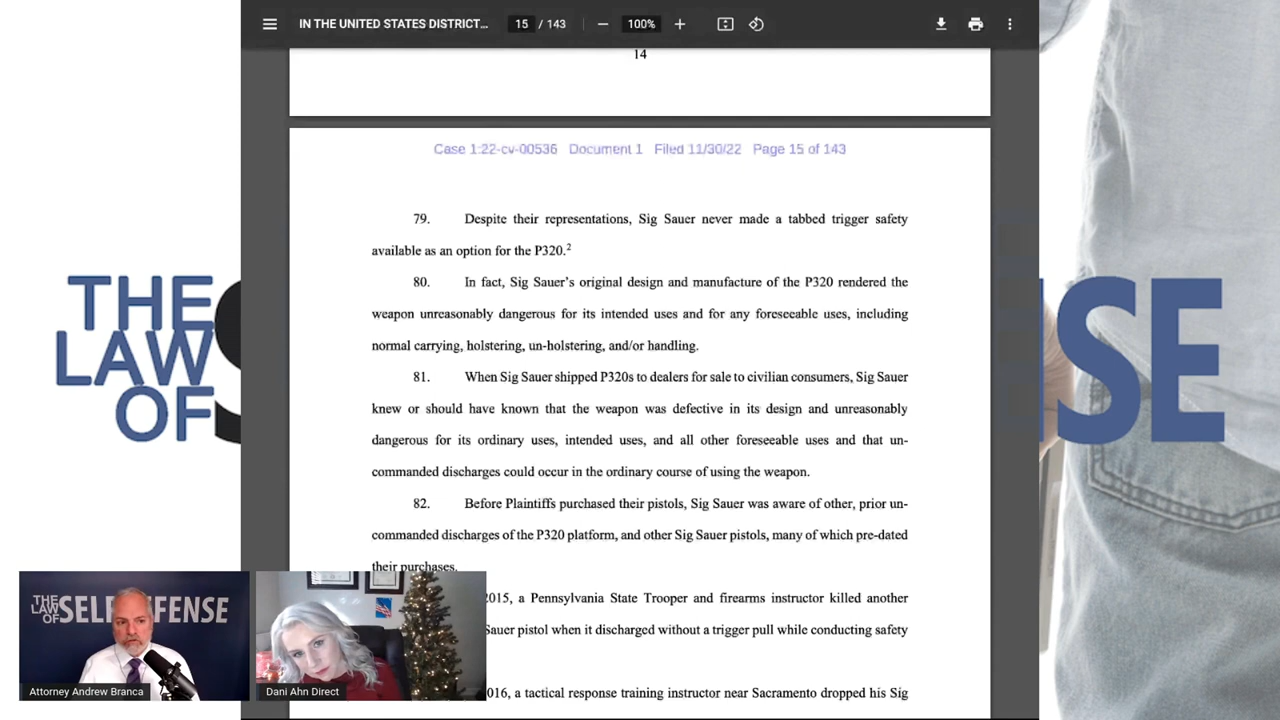 IN THE UNITED STATES DISTRICT... 15 / 143 100%
14
Case 1:22-cv-00536 Document 1 Filed 11/30/22 Page 15 of 143
79. Despite their representations, Sig Sauer never made a tabbed trigger safety
available as an option for the P320.2
80. In fact, Sig Sauer's original design and manufacture of the P320 rendered the
weapon unreasonably dangerous for its intended uses and for any foreseeable uses, including
normal carrying, holstering, un-holstering, and/or handling.
81. When Sig Sauer shipped P320s to dealers for sale to civilian consumers, Sig Sauer
knew or should have known that the weapon was defective in its design and unreasonably
dangerous for its ordinary uses, intended uses, and all other foreseeable uses and that un-
commanded discharges could occur in the ordinary course of using the weapon.
82. Before Plaintiffs purchased their pistols, Sig Sauer was aware of other, prior un-
commanded discharges of the P320 platform, and other Sig Sauer pistols, many of which pre-dated
their purchases.
2015, a Pennsylvania State Trooper and firearms instructor killed another
Sauer pistol when it discharged without a trigger pull while conducting safety
016, a tactical response training instructor near Sacramento dropped his Sig
THE
LAW
OF
S
SE
THE
LAW
OF
SELF DEFENSE
Attorney Andrew Branca
Dani Ahn Direct